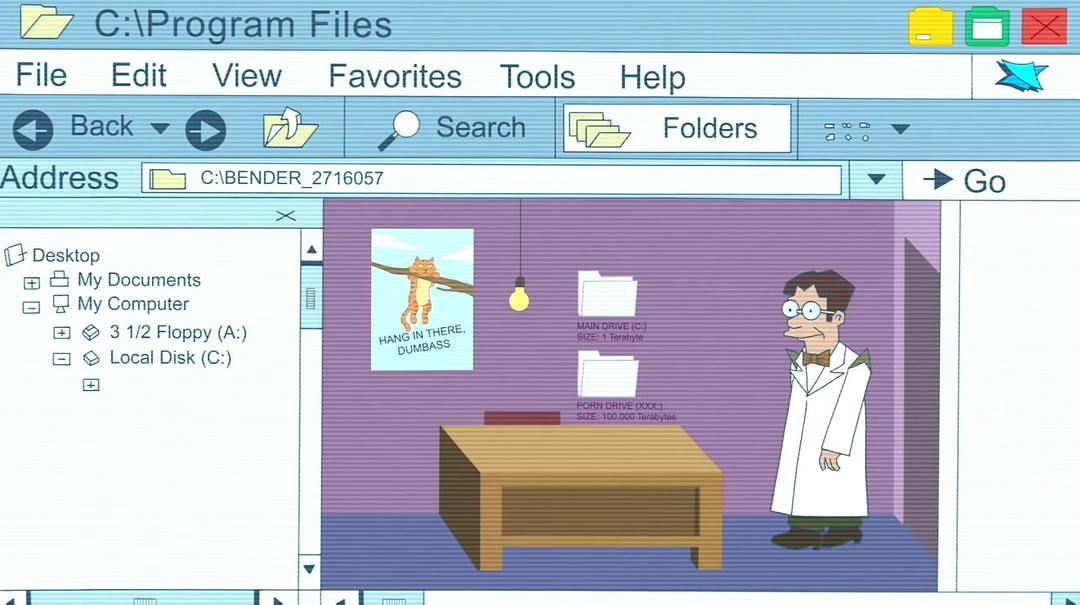 C:\Program Files
File Edit View Favorites Tools Help
Back Search Folders
Address C:\BENDER_2716057 Go
Desktop
My Documents
My Computer
3 1/2 Floppy (A:)
Local Disk (C:)
HANG IN THERE,
DUMBASS
MAIN DRIVE (C:)
SIZE: 1 Terabyte
PORN DRIVE (XXX:)
SIZE: 100,000 Terabytes